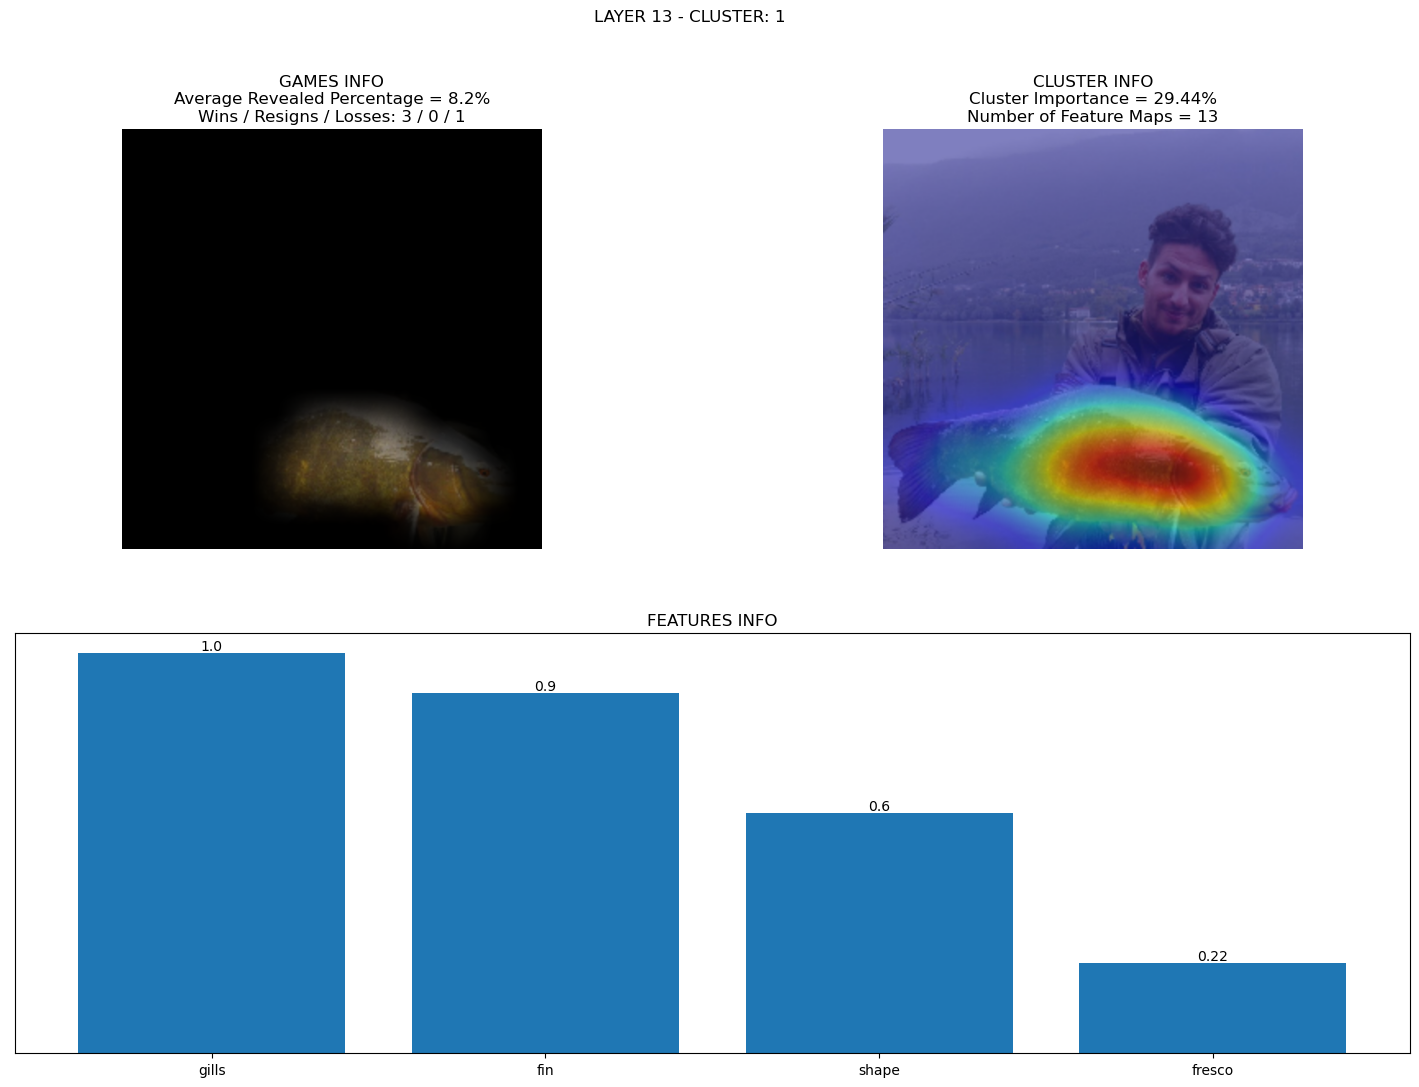 LAYER 13 - CLUSTER: 1
GAMES INFO
Average Revealed Percentage = 8.2%
Wins / Resigns / Losses: 3 / 0 / 1
CLUSTER INFO
Cluster Importance = 29.44%
Number of Feature Maps = 13
FEATURES INFO
1.0
0.9
0.6
0.22
gills
fin
shape
fresco